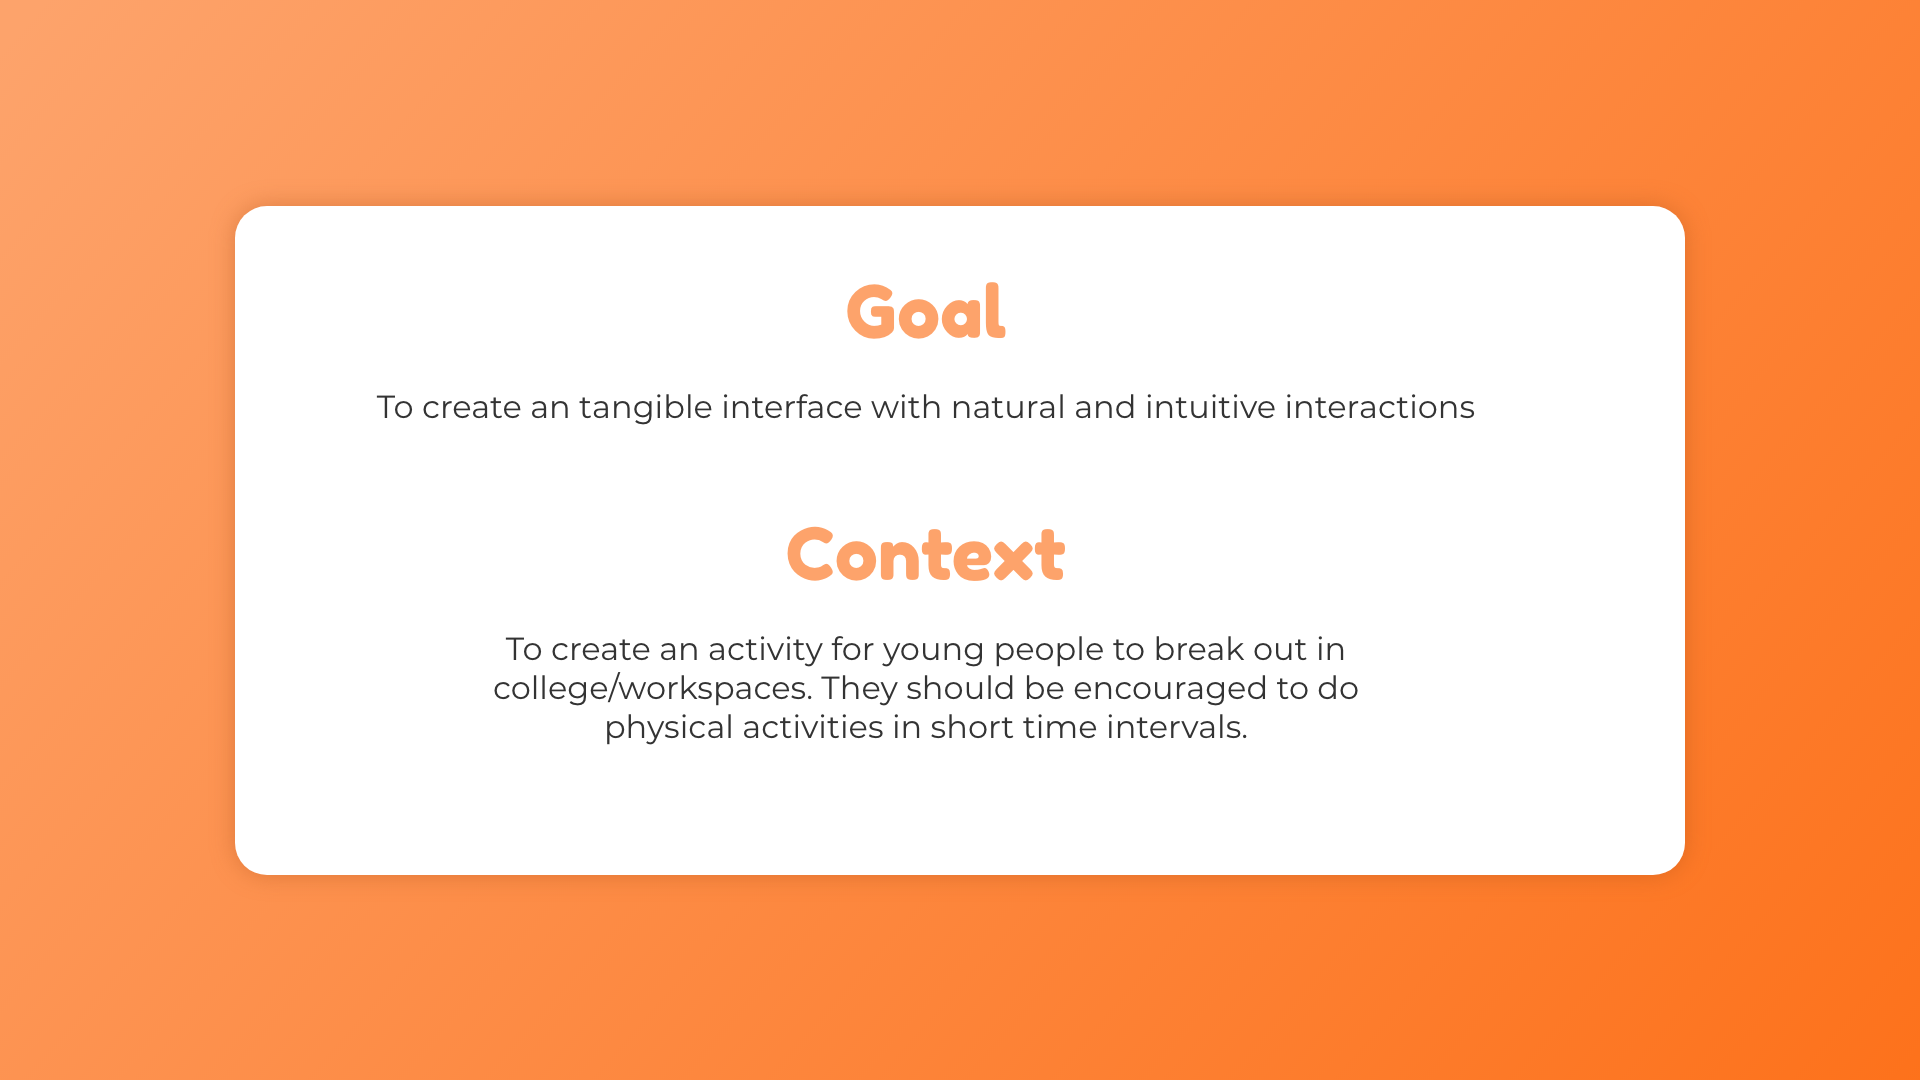 Goal
To create an tangible interface with natural and intuitive interactions
Context
To create an activity for young people to break out in
college/workspaces. They should be encouraged to do
physical activities in short time intervals.